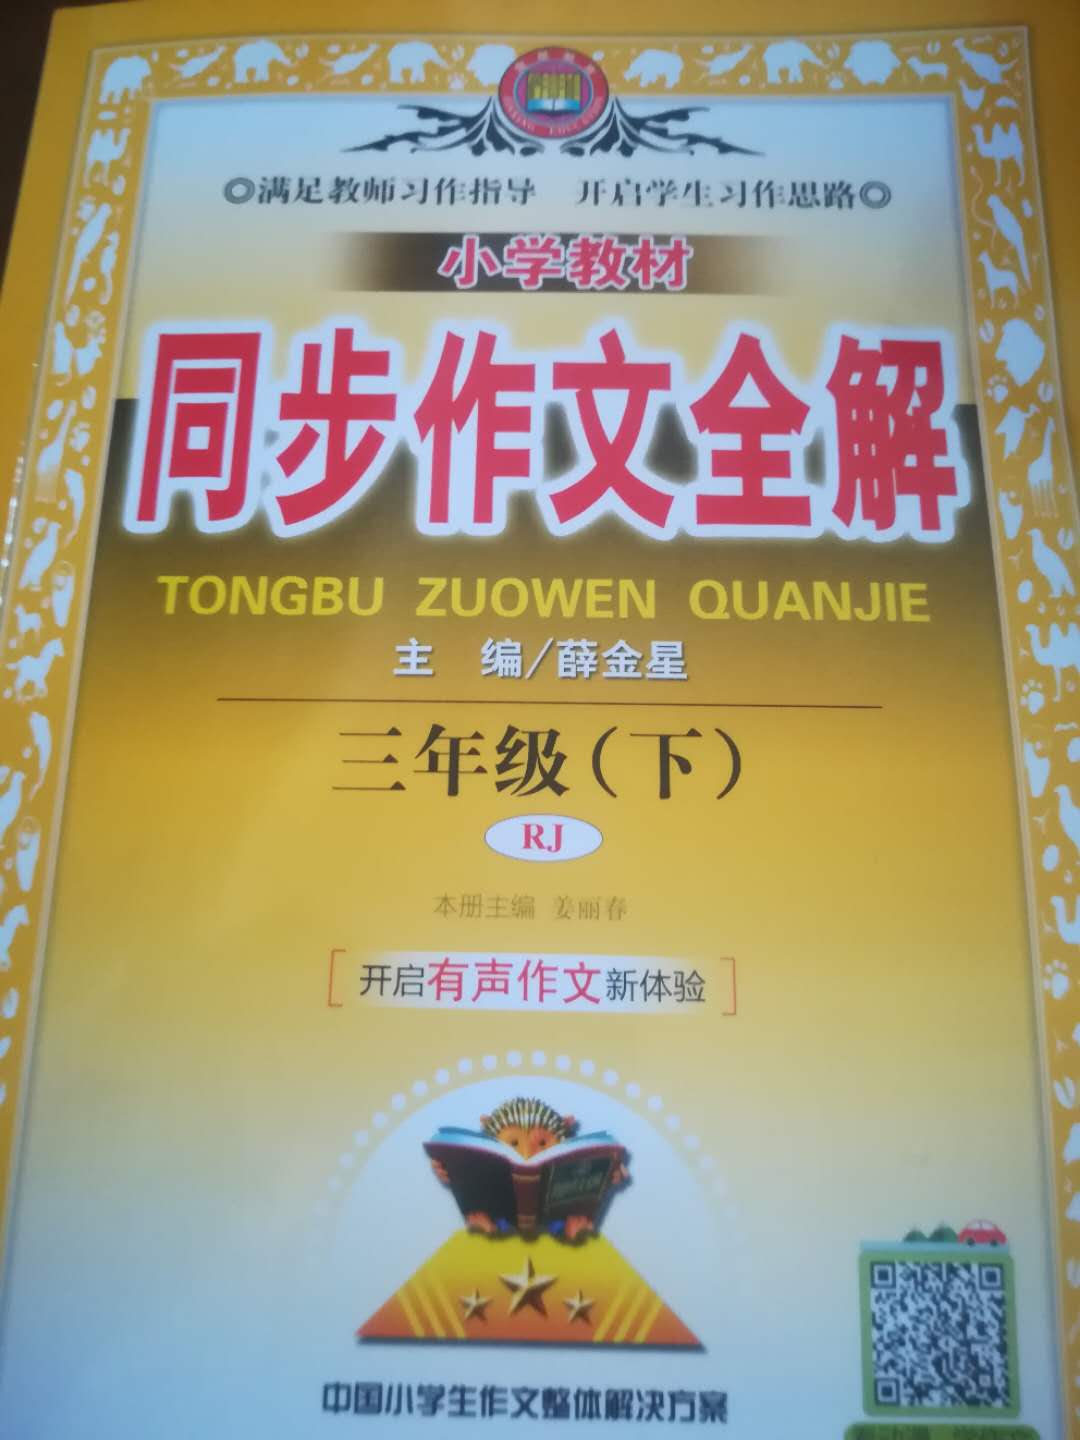 ◎满足教师习作指导 开启学生习作思路◎
小学教材
同步作文全解
TONGBU ZUOWEN QUANJIE
主 编/薛金星
三年级(下)
RJ
本册主编 姜丽春
开启有声作文新体验
中国小学生作文整体解决方案